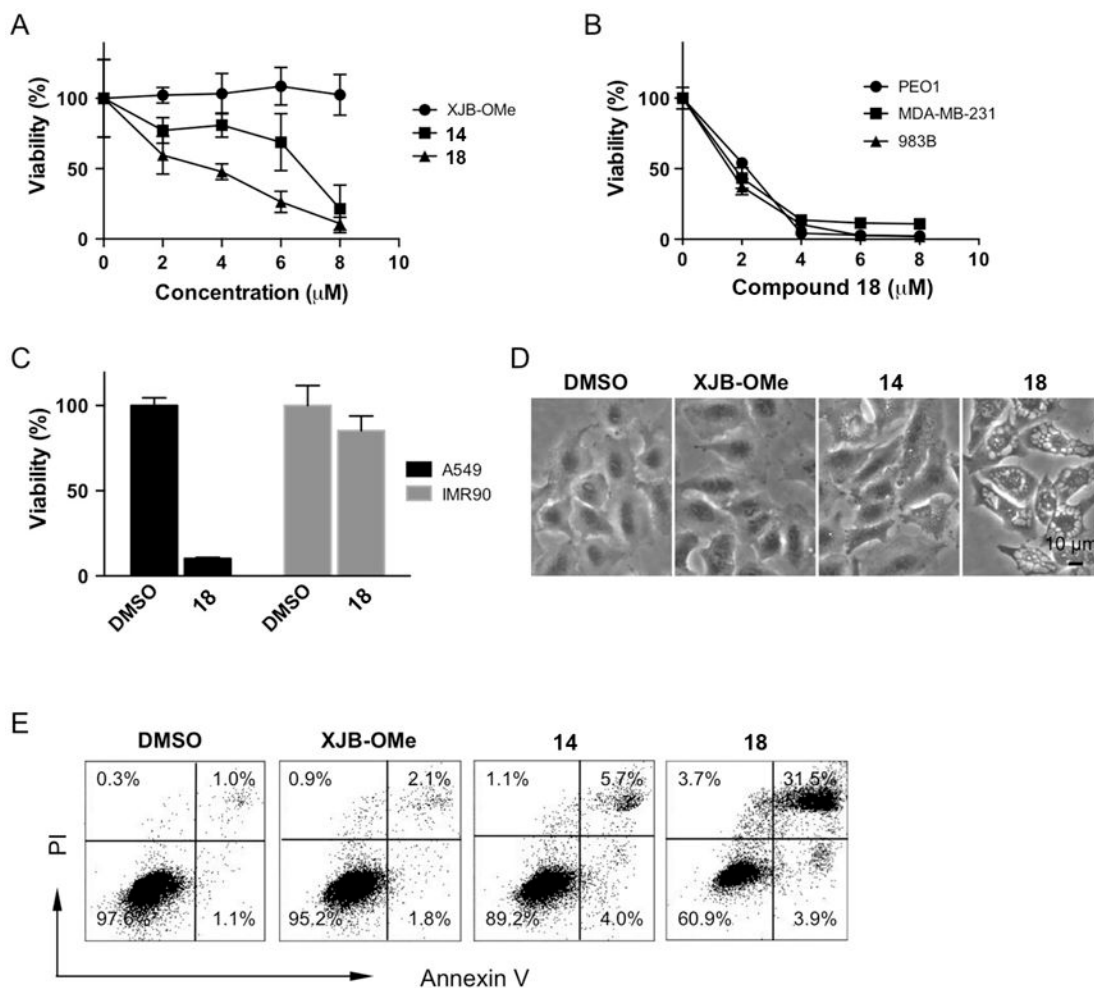 A
Viability (%)
100
50
0
0 2 4 6 8 10
Concentration (μM)
XJB-OMe
14
18
B
Viability (%)
100
50
0
0 2 4 6 8 10
Compound 18 (μM)
PEO1
MDA-MB-231
983B
C
Viability (%)
100
50
0
DMSO 18 DMSO 18
A549
IMR90
D
DMSO XJB-OMe 14 18
10 μm
E
DMSO XJB-OMe 14 18
0.3% 1.0% 0.9% 2.1% 1.1% 5.7% 3.7% 31.5%
97.6% 1.1% 95.2% 1.8% 89.2% 4.0% 60.9% 3.9%
PI
Annexin V